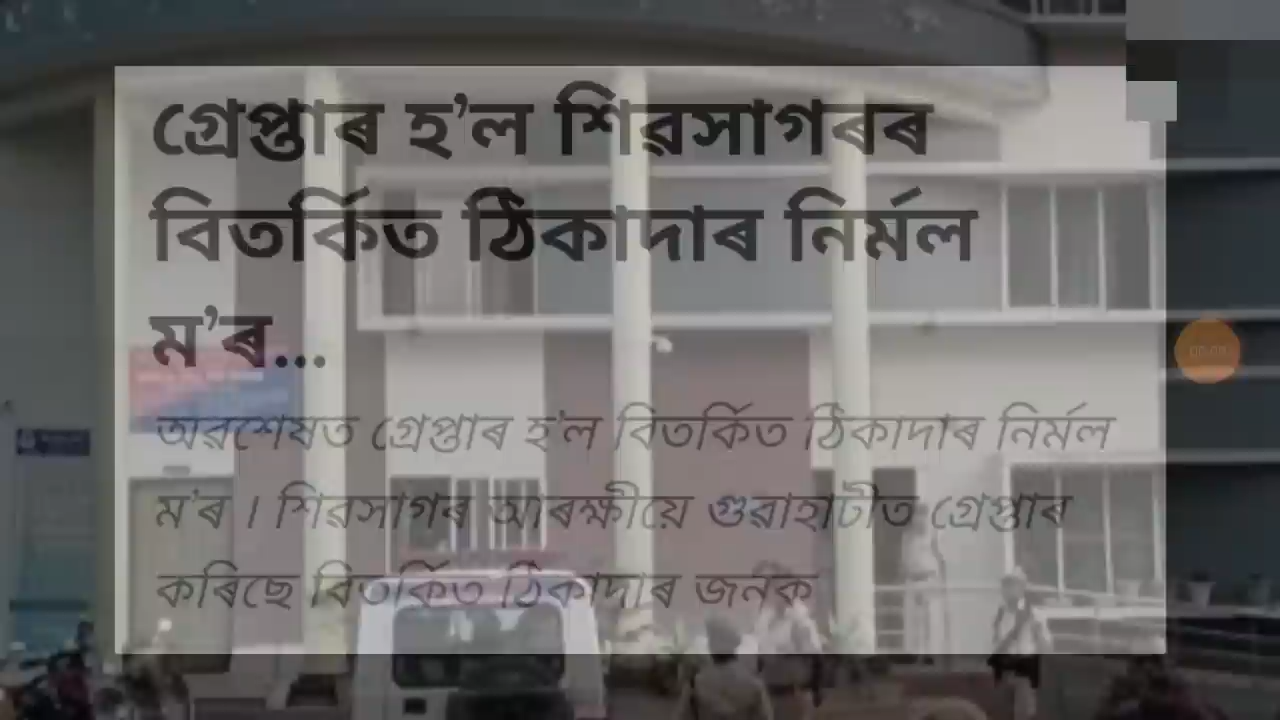 গ্ৰেপ্তাৰ হ’ল শিৱসাগৰৰ
বিতৰ্কিত ঠিকাদাৰ নিৰ্মল
ম’ৰ...
অৱশেষত গ্ৰেপ্তাৰ হ'ল বিতৰ্কিত ঠিকাদাৰ নিৰ্মল
ম'ৰ । শিৱসাগৰ আৰক্ষীয়ে গুৱাহাটীত গ্ৰেপ্তাৰ
কৰিছে বিতৰ্কিত ঠিকাদাৰ জনক